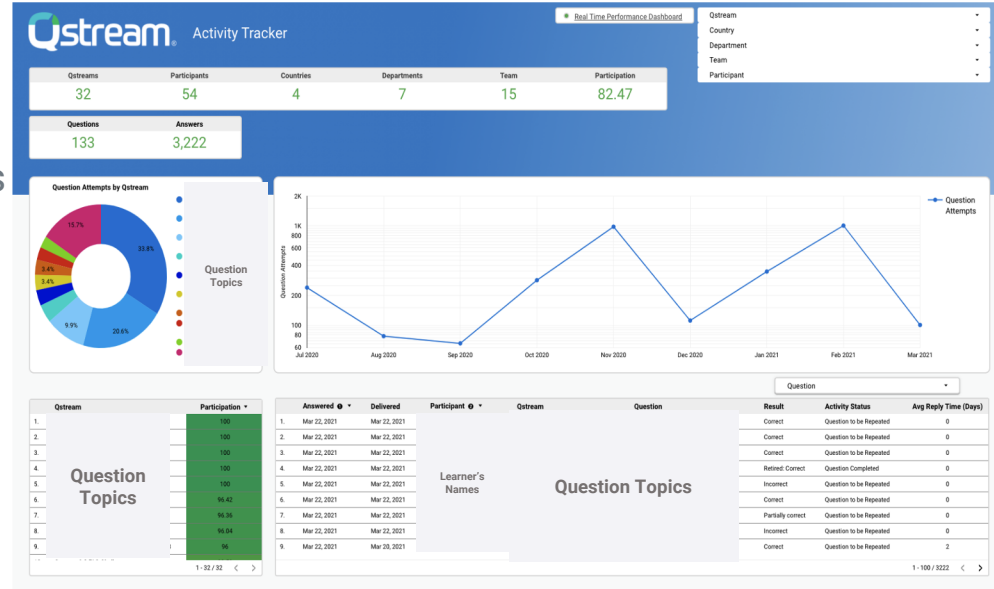 Qstream® Activity Tracker
Real Time Performance Dashboard
Qstream
Country
Department
Team
Participant
Qstreams Participants Countries Departments Team Participation
32 54 4 7 15 82.47
Questions Answers
133 3,222
S
Question Attempts by Qstream
15.7%
33.8%
3.4%
3.4%
9.9%
20.6%
Question
Topics
Question Attempts
2K
1K
800
600
400
200
100
80
60
Jul 2020 Aug 2020 Sep 2020 Oct 2020 Nov 2020 Dec 2020 Jan 2021 Feb 2021 Mar 2021
Question
Attempts
Question
Qstream Participation
1. 100
2. 100
3. 100
4. 100
5. 100
6. 96.42
7. 96.36
8. 96.04
9. 96
Question
Topics
1 - 32 / 32 < >
Answered Delivered Participant Qstream Question Result Activity Status Avg Reply Time (Days)
1. Mar 22, 2021 Mar 22, 2021 Correct Question to be Repeated 0
2. Mar 22, 2021 Mar 22, 2021 Correct Question to be Repeated 0
3. Mar 22, 2021 Mar 22, 2021 Correct Question to be Repeated 0
4. Mar 22, 2021 Mar 22, 2021 Retired: Correct Question Completed 0
5. Mar 22, 2021 Mar 22, 2021 Incorrect Question to be Repeated 0
6. Mar 22, 2021 Mar 22, 2021 Correct Question to be Repeated 0
7. Mar 22, 2021 Mar 22, 2021 Partially correct Question to be Repeated 0
8. Mar 22, 2021 Mar 22, 2021 Incorrect Question to be Repeated 0
9. Mar 22, 2021 Mar 20, 2021 Correct Question to be Repeated 2
Learner's
Names
Question Topics
1 - 100 / 3222 < >